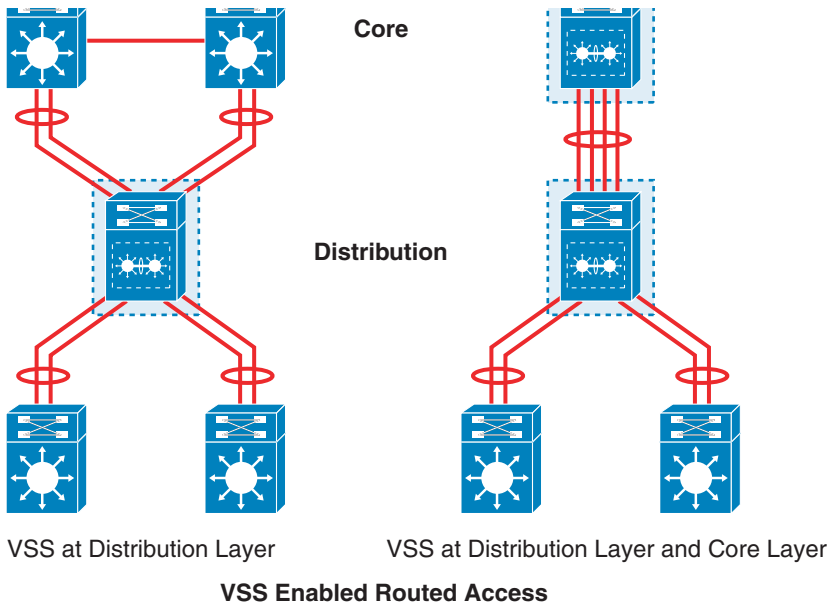 Core
Distribution
VSS at Distribution Layer
VSS at Distribution Layer and Core Layer
VSS Enabled Routed Access